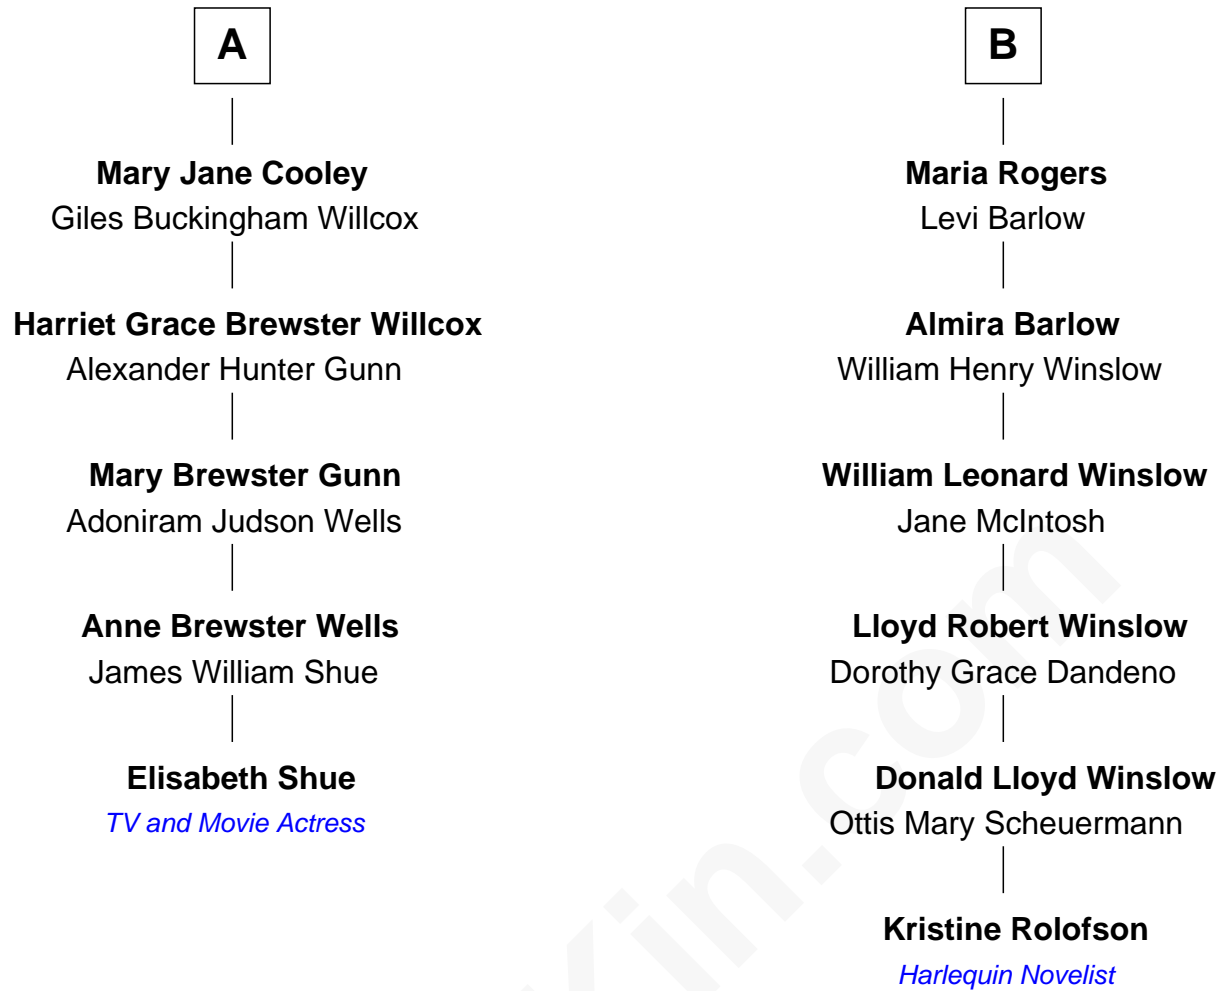 A
Mary Jane Cooley
Giles Buckingham Willcox
Harriet Grace Brewster Willcox
Alexander Hunter Gunn
Mary Brewster Gunn
Adoniram Judson Wells
Anne Brewster Wells
James William Shue
Elisabeth Shue
TV and Movie Actress
B
Maria Rogers
Levi Barlow
Almira Barlow
William Henry Winslow
William Leonard Winslow
Jane McIntosh
Lloyd Robert Winslow
Dorothy Grace Dandeno
Donald Lloyd Winslow
Ottis Mary Scheuermann
Kristine Rolofson
Harlequin Novelist